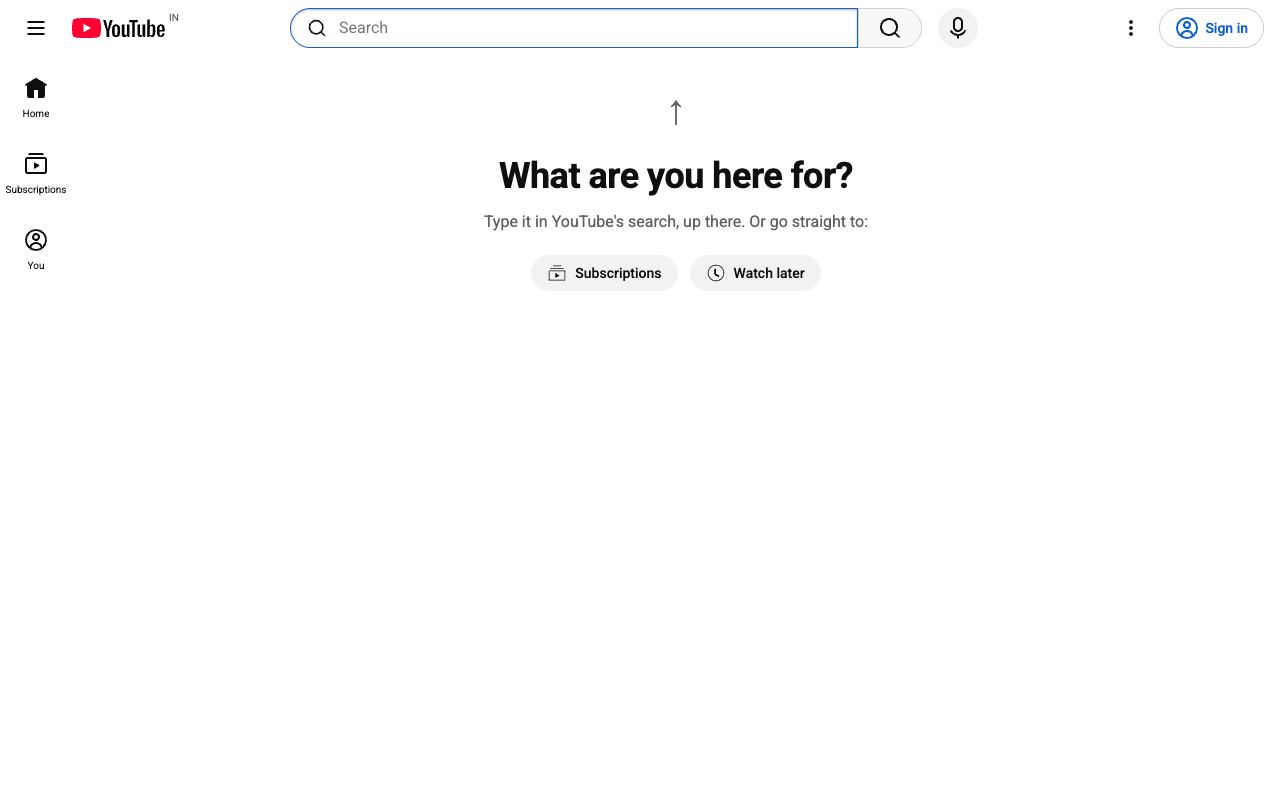 YouTube IN
Search
Sign in
Home
Subscriptions
You
↑
What are you here for?
Type it in YouTube's search, up there. Or go straight to:
Subscriptions
Watch later